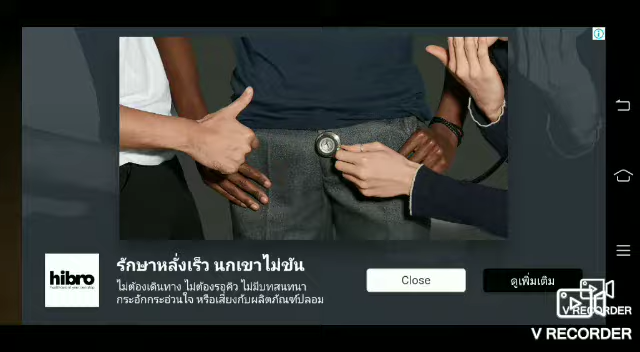 รักษาหลั่งเร็ว นกเขาไม่ขัน
ไม่ต้องเดินทาง ไม่ต้องรอคิว ไม่มีบทสนทนา
กระอักกระอ่วนใจ หรือเสี่ยงกับผลิตภัณฑ์ปลอม
hibro
Close
ดูเพิ่มเติม
V RECORDER
V RECORDER